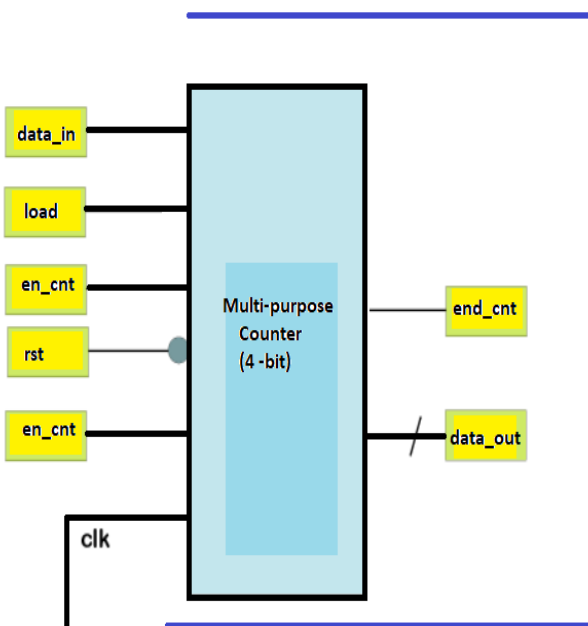 data_in
load
en_cnt
rst
en_cnt
clk
Multi-purpose
Counter
(4 -bit)
end_cnt
data_out